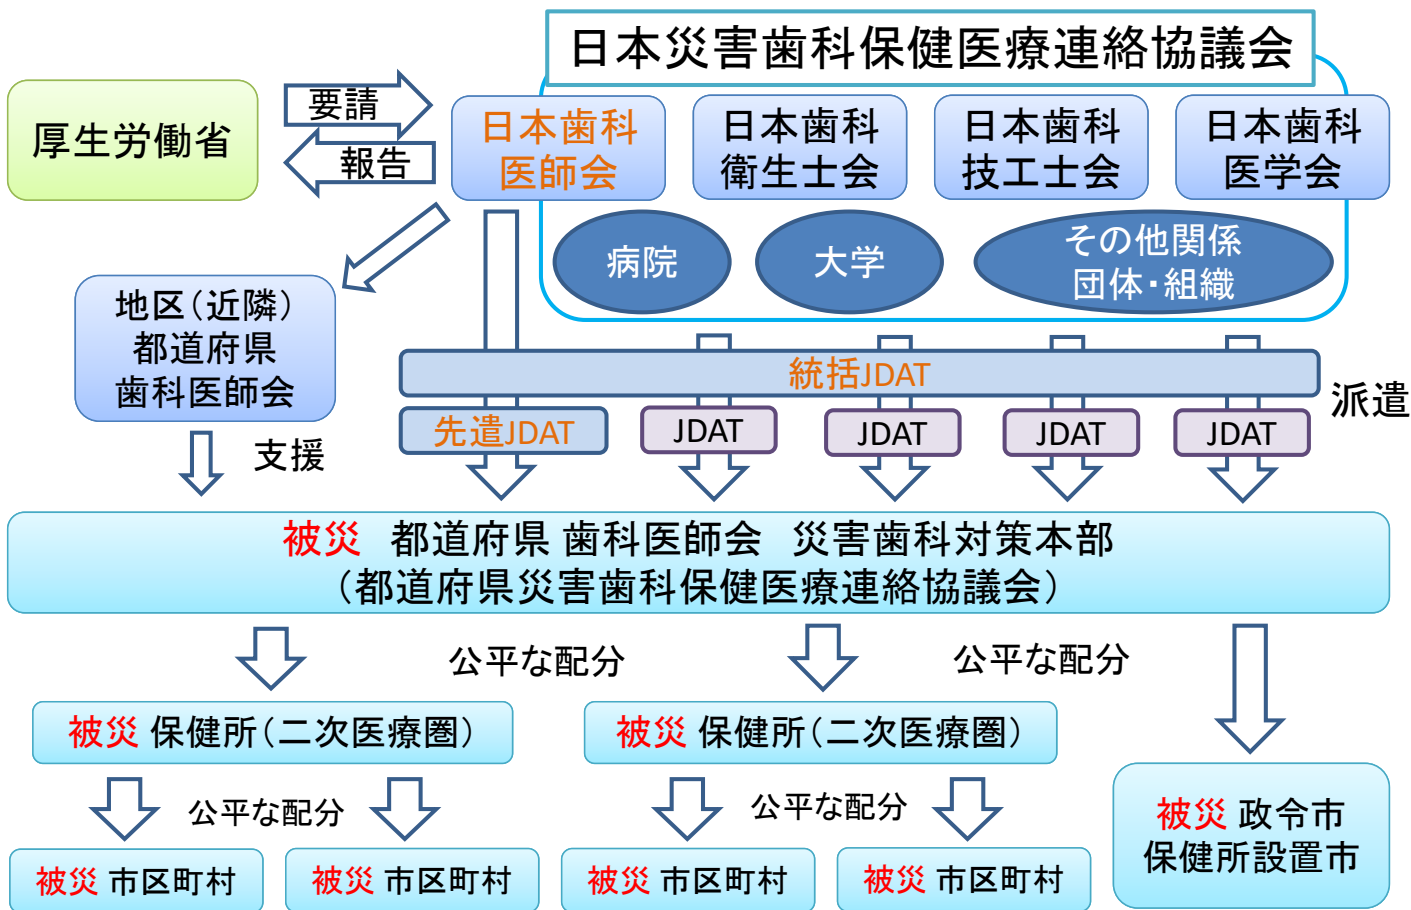 日本災害歯科保健医療連絡協議会
厚生労働省
要請
報告
日本歯科
医師会
日本歯科
衛生士会
日本歯科
技工士会
日本歯科
医学会
病院
大学
その他関係
団体・組織
地区（近隣）
都道府県
歯科医師会
支援
統括JDAT
派遣
先遣JDAT
JDAT
JDAT
JDAT
JDAT
被災 都道府県 歯科医師会 災害歯科対策本部
（都道府県災害歯科保健医療連絡協議会）
公平な配分
公平な配分
被災 保健所（二次医療圏）
被災 保健所（二次医療圏）
公平な配分
公平な配分
被災 政令市
保健所設置市
被災 市区町村
被災 市区町村
被災 市区町村
被災 市区町村